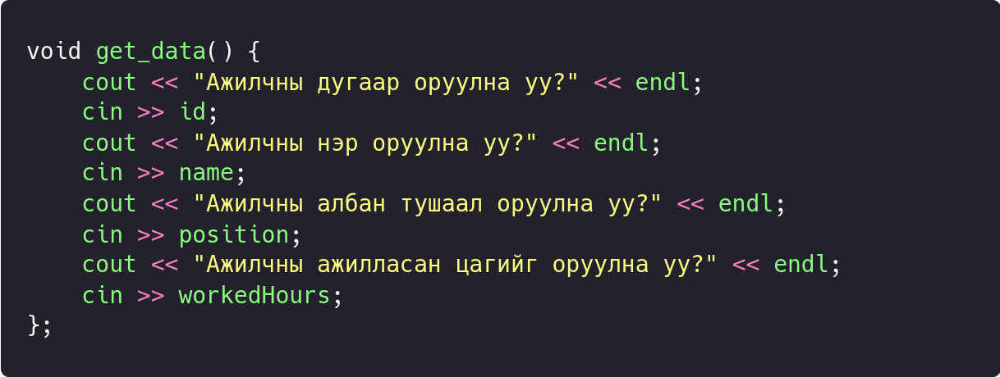 void get_data() {
    cout << "Ажилчны дугаар оруулна уу?" << endl;
    cin >> id;
    cout << "Ажилчны нэр оруулна уу?" << endl;
    cin >> name;
    cout << "Ажилчны албан тушаал оруулна уу?" << endl;
    cin >> position;
    cout << "Ажилчны ажилласан цагийг оруулна уу?" << endl;
    cin >> workedHours;
};